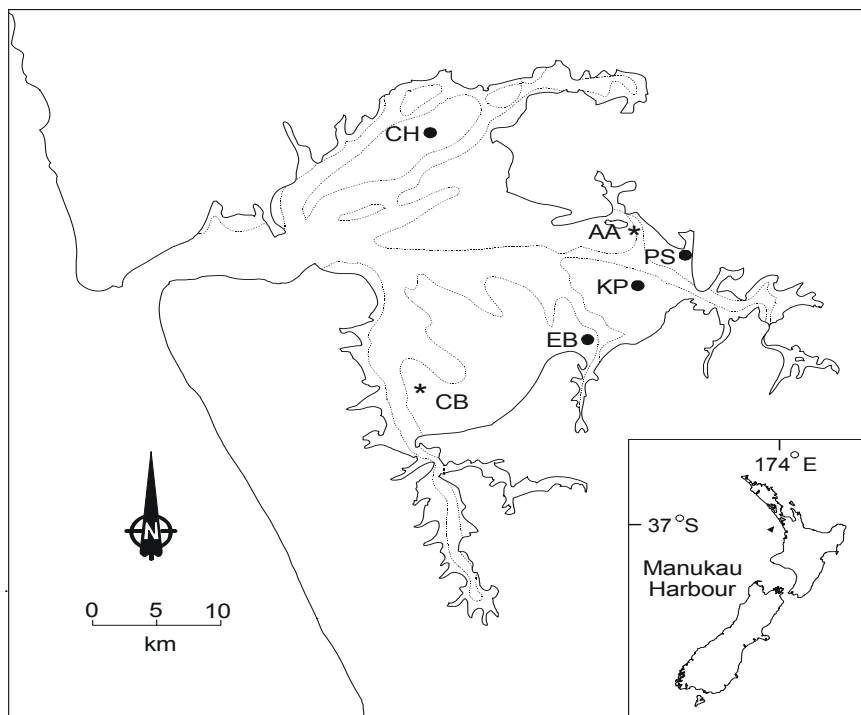 CH
AA *
PS
KP
EB
* CB
N
0 5 10
km
174°E
37°S
Manukau
Harbour